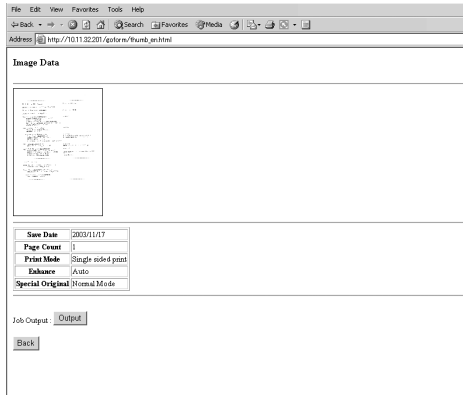 File Edit View Favorites Tools Help
Back Search Favorites Media
Address http://10.11.32.201/goform/thumb_en.html
Image Data
Save Date 2003/11/17
Page Count 1
Print Mode Single sided print
Enhance Auto
Special Original Normal Mode
Job Output : Output
Back